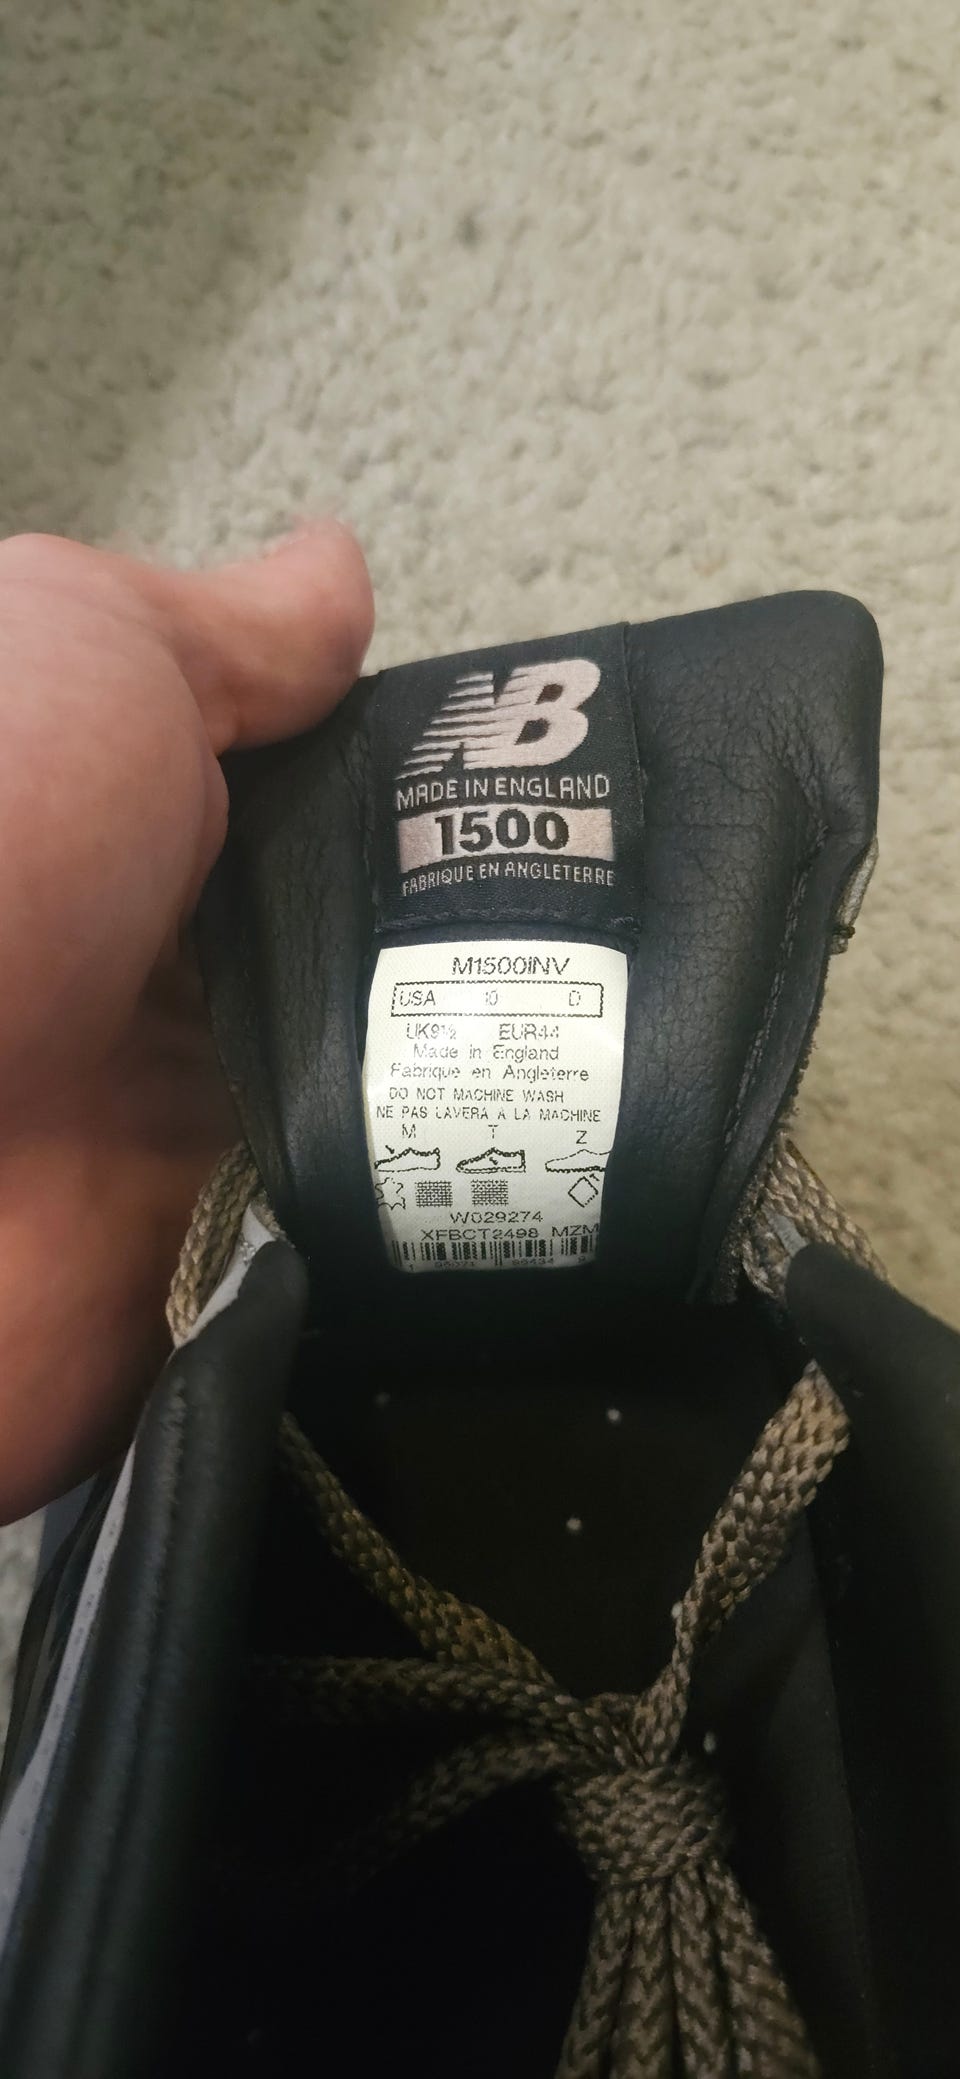 NB
MADE IN ENGLAND
1500
FABRIQUE EN ANGLETERRE
M1500INV
USA 10 D
UK9½ EUR44
Made in England
Fabrique en Angleterre
DO NOT MACHINE WASH
NE PAS LAVERA A LA MACHINE
M T Z
W029274
XFBCT2498 MZM